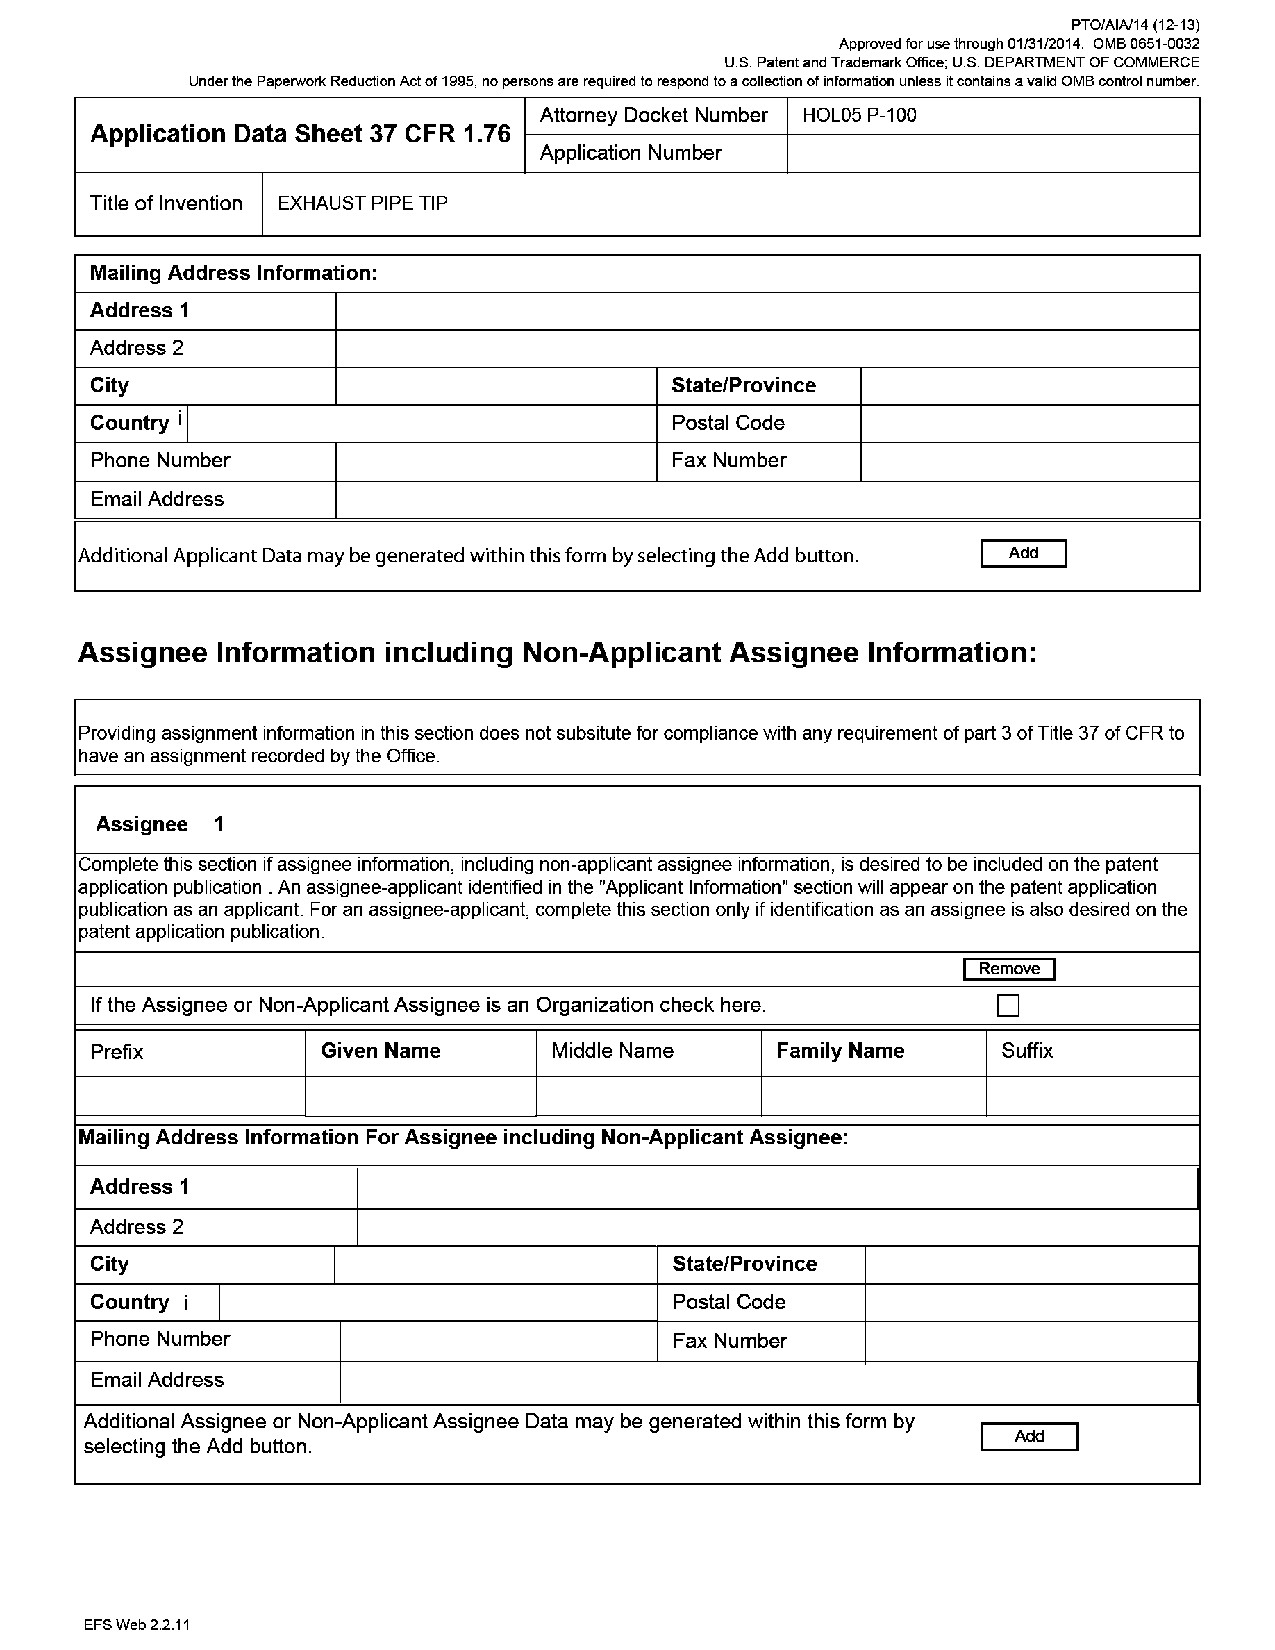 PTO/AIA/14 (12-13)
Approved for use through 01/31/2014. OMB 0651-0032
U.S. Patent and Trademark Office; U.S. DEPARTMENT OF COMMERCE
Under the Paperwork Reduction Act of 1995, no persons are required to respond to a collection of information unless it contains a valid OMB control number.
Application Data Sheet 37 CFR 1.76
Attorney Docket Number HOL05 P-100
Application Number
Title of Invention EXHAUST PIPE TIP
Mailing Address Information:
Address 1
Address 2
City State/Province
Country i Postal Code
Phone Number Fax Number
Email Address
Additional Applicant Data may be generated within this form by selecting the Add button. Add
Assignee Information including Non-Applicant Assignee Information:
Providing assignment information in this section does not subsitute for compliance with any requirement of part 3 of Title 37 of CFR to
have an assignment recorded by the Office.
Assignee 1
Complete this section if assignee information, including non-applicant assignee information, is desired to be included on the patent
application publication . An assignee-applicant identified in the "Applicant Information" section will appear on the patent application
publication as an applicant. For an assignee-applicant, complete this section only if identification as an assignee is also desired on the
patent application publication.
Remove
If the Assignee or Non-Applicant Assignee is an Organization check here.
Prefix Given Name Middle Name Family Name Suffix
Mailing Address Information For Assignee including Non-Applicant Assignee:
Address 1
Address 2
City State/Province
Country i Postal Code
Phone Number Fax Number
Email Address
Additional Assignee or Non-Applicant Assignee Data may be generated within this form by
selecting the Add button. Add
EFS Web 2.2.11